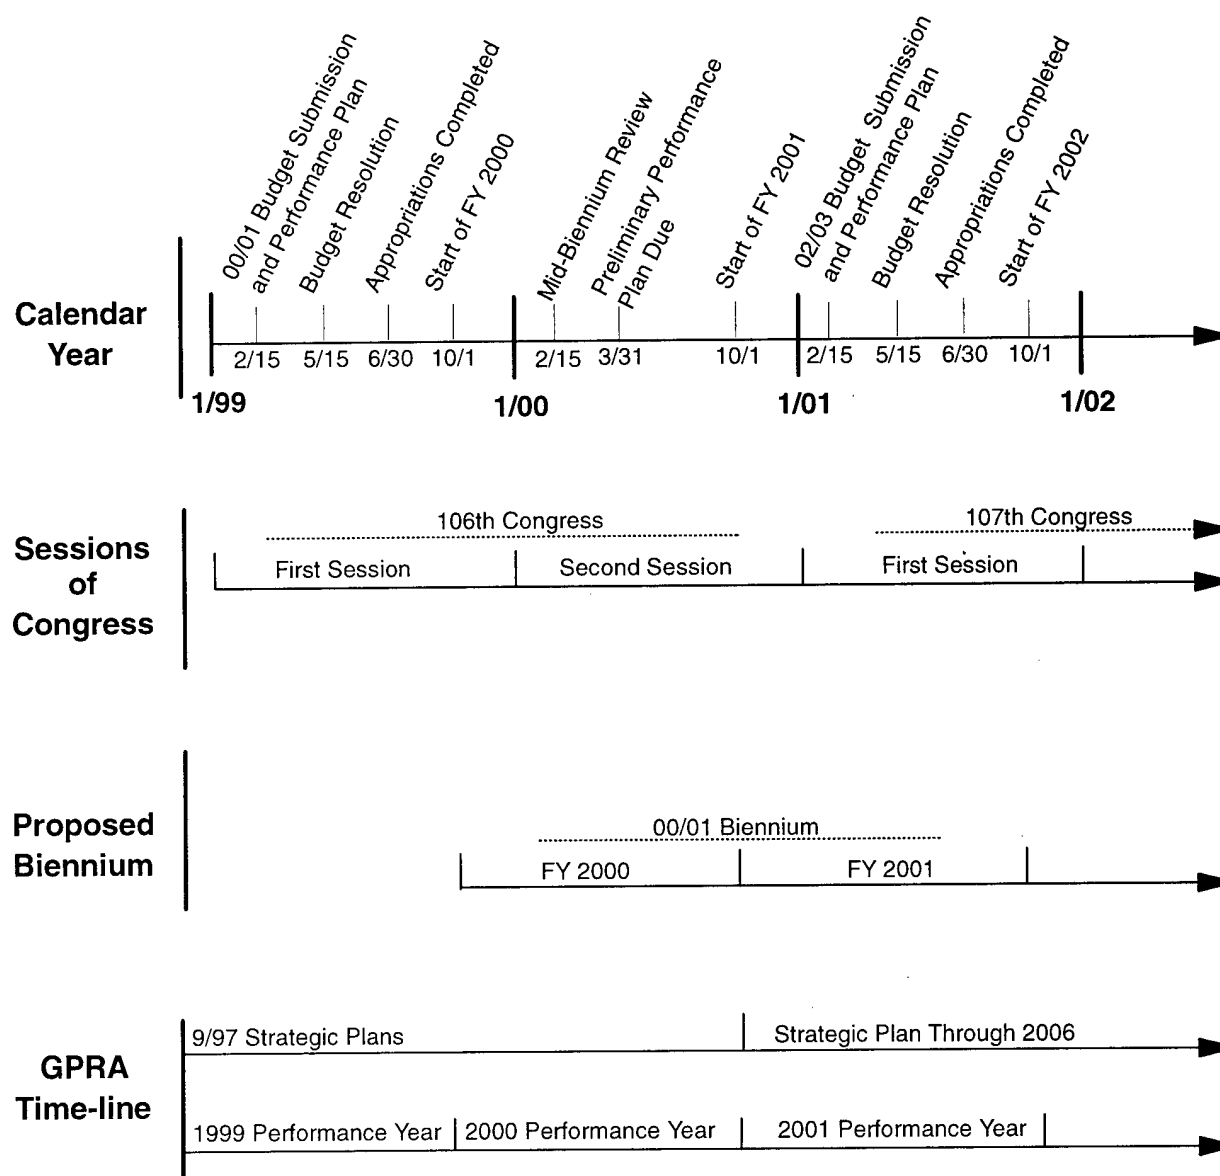 00/01 Budget Submission
and Performance Plan
Budget Resolution
Appropriations Completed
Start of FY 2000
Mid-Biennium Review
Preliminary Performance
Plan Due
Start of FY 2001
02/03 Budget Submission
and Performance Plan
Budget Resolution
Appropriations Completed
Start of FY 2002
Calendar
Year
2/15 5/15 6/30 10/1 2/15 3/31 10/1 2/15 5/15 6/30 10/1
1/99 1/00 1/01 1/02
Sessions
of
Congress
106th Congress 107th Congress
First Session Second Session First Session
Proposed
Biennium
00/01 Biennium
FY 2000 FY 2001
GPRA
Time-line
9/97 Strategic Plans Strategic Plan Through 2006
1999 Performance Year 2000 Performance Year 2001 Performance Year